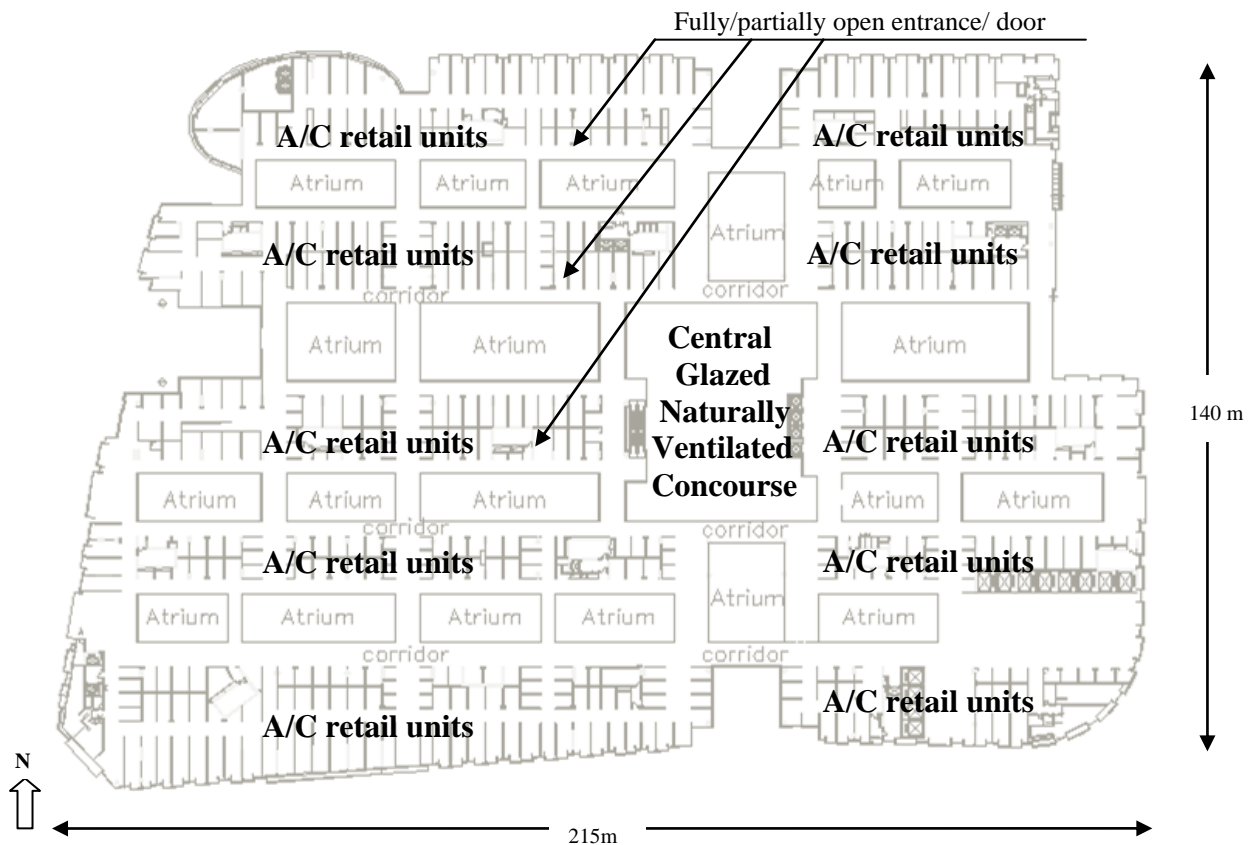 Fully/partially open entrance/ door
A/C retail units
A/C retail units
Atrium
Atrium
Atrium
Atrium
Atrium
Atrium
A/C retail units
A/C retail units
corridor
corridor
Atrium
Atrium
Central
Glazed
Naturally
Ventilated
Concourse
Atrium
140 m
A/C retail units
A/C retail units
Atrium
Atrium
Atrium
Atrium
Atrium
corridor
corridor
A/C retail units
A/C retail units
Atrium
Atrium
Atrium
Atrium
Atrium
Atrium
corridor
corridor
A/C retail units
A/C retail units
N
215m